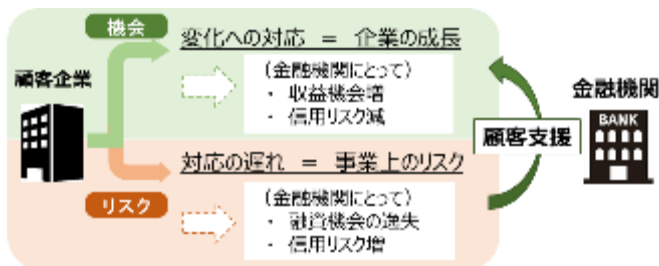 機会
変化への対応 = 企業の成長
顧客企業
(金融機関にとって)
・ 収益機会増
・ 信用リスク減
金融機関
BANK
顧客支援
対応の遅れ = 事業上のリスク
リスク
(金融機関にとって)
・ 融資機会の逸失
・ 信用リスク増